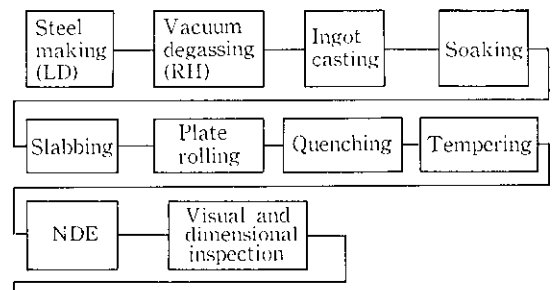 Steel
making
(LD)
Vacuum
degassing
(RH)
Ingot
casting
Soaking
Slabbing
Plate
rolling
Quenching
Tempering
NDE
Visual and
dimensional
inspection